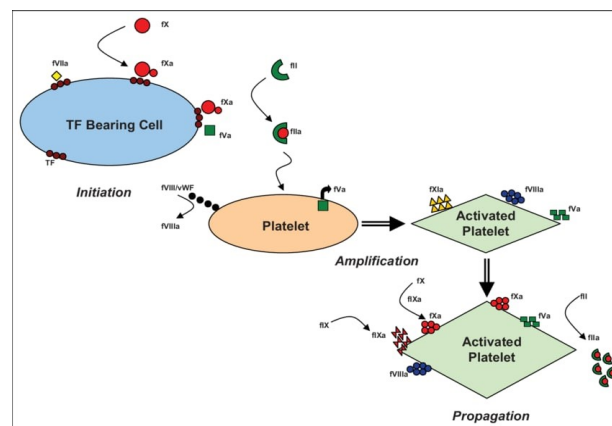 fX
fXa
fVIIa
fII
TF Bearing Cell
fXa
fVa
fIIa
TF
Initiation
fVIII/vWF
fVIIIa
fVa
Platelet
Amplification
fXIa
fVIIIa
fVa
Activated
Platelet
fX
fIXa
fXa
fXa
fVa
fII
fIX
fIXa
fVIIIa
Activated
Platelet
fIIa
Propagation